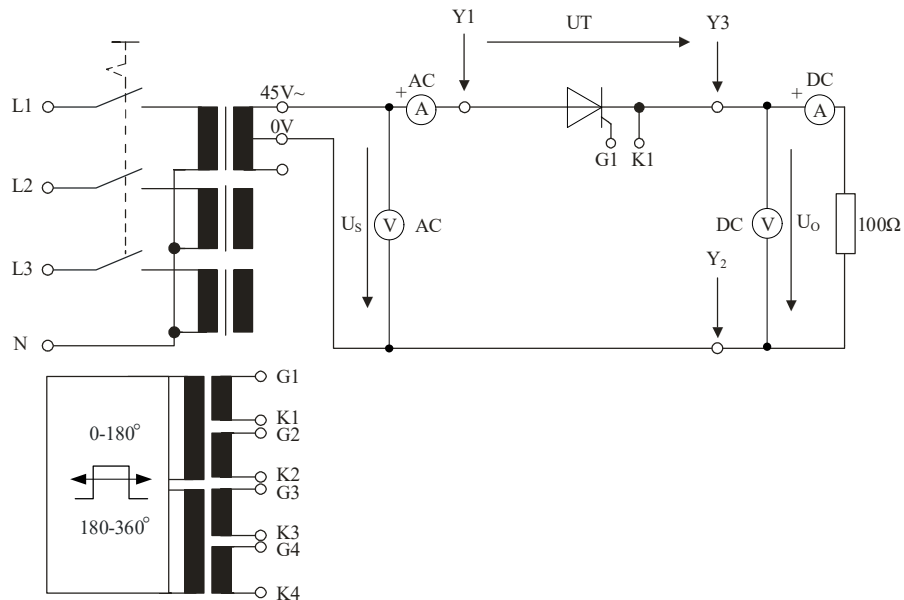 Y1
UT
Y3
AC
DC
45V~
+
A
+
A
L1
0V
G1
K1
L2
US
V
AC
DC
V
UO
100Ω
L3
Y2
N
G1
0-180°
K1
G2
K2
G3
180-360°
K3
G4
K4